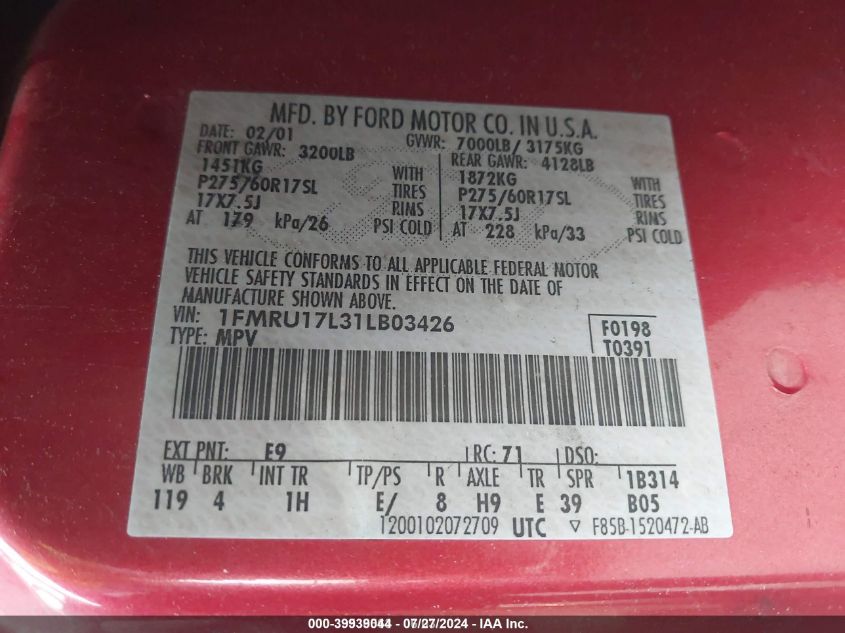 MFD. BY FORD MOTOR CO. IN U.S.A.
DATE: 02/01 GVWR: 7000LB/ 3175KG
FRONT GAWR: 3200LB REAR GAWR: 4128LB
1451KG WITH 1872KG WITH
P275/60R17SL TIRES P275/60R17SL TIRES
17X7.5J RIMS 17X7.5J RIMS
AT 179 kPa/26 PSI COLD AT 228 kPa/33 PSI COLD
THIS VEHICLE CONFORMS TO ALL APPLICABLE FEDERAL MOTOR
VEHICLE SAFETY STANDARDS IN EFFECT ON THE DATE OF
MANUFACTURE SHOWN ABOVE.
VIN: 1FMRU17L31LB03426 F0198
TYPE: MPV T0391
EXT PNT: E9 RC: 71 DSO:
WB BRK INT TR TP/PS R AXLE TR SPR 1B314
119 4 1H E/ 8 H9 E 39 B05
1200102072709 UTC F85B-1520472-AB
07/27/2024 - IAA Inc.